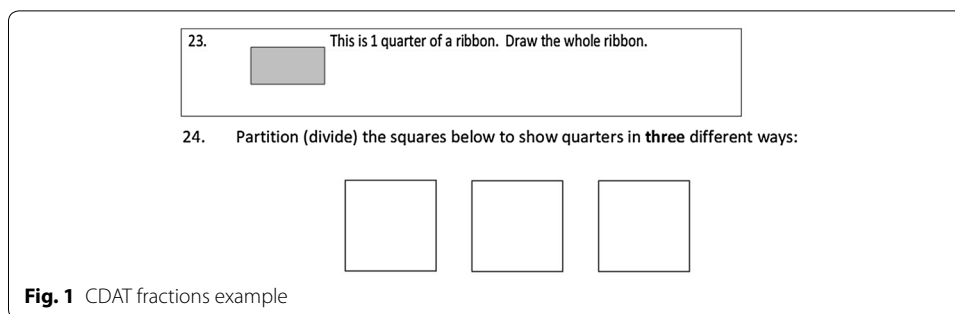 23. This is 1 quarter of a ribbon. Draw the whole ribbon.
24. Partition (divide) the squares below to show quarters in three different ways:
Fig. 1 CDAT fractions example